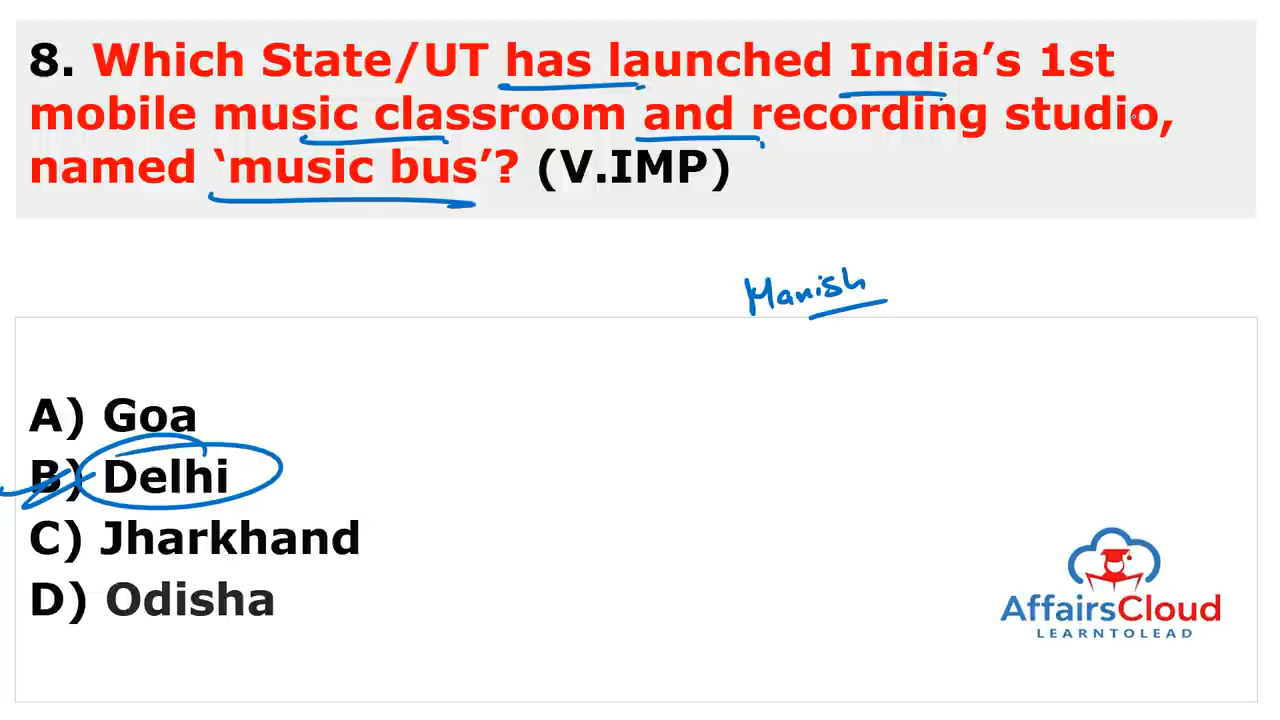 8. Which State/UT has launched India’s 1st
mobile music classroom and recording studio,
named ‘music bus’? (V.IMP)
Manish
A) Goa
B) Delhi
C) Jharkhand
D) Odisha
AffairsCloud
LEARNTOLEAD